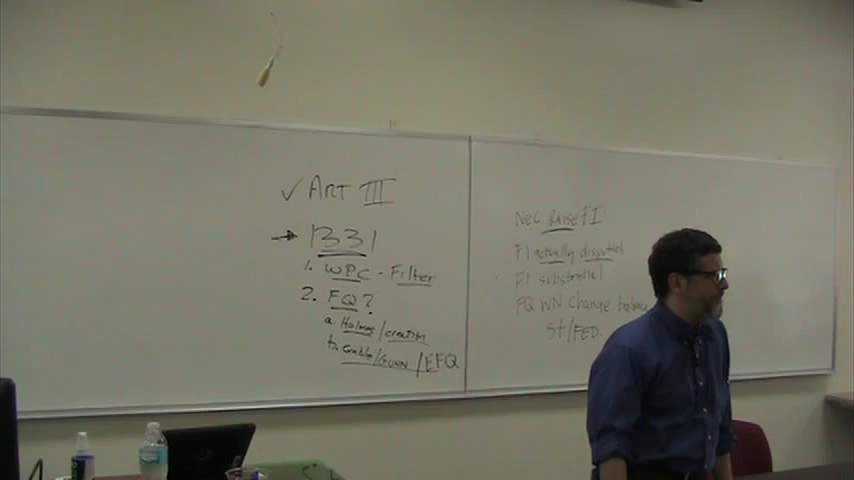 ✓ ART III
→ 1331
1. WPC - Filter
2. FQ?
a. Holmes/creation
b. Grable/GUNN/EFQ
Nec Raise FI
FI actually disputed
FI substantial
FQ WN Change balance
St/FED.